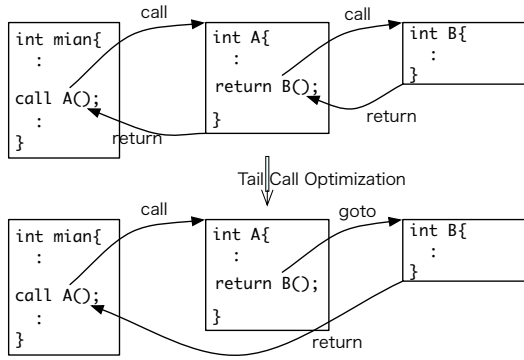 call
call
int mian{
:
call A();
:
}
int A{
:
return B();
}
int B{
:
}
return
return
Tail Call Optimization
call
goto
int mian{
:
call A();
:
}
int A{
:
return B();
}
int B{
:
}
return